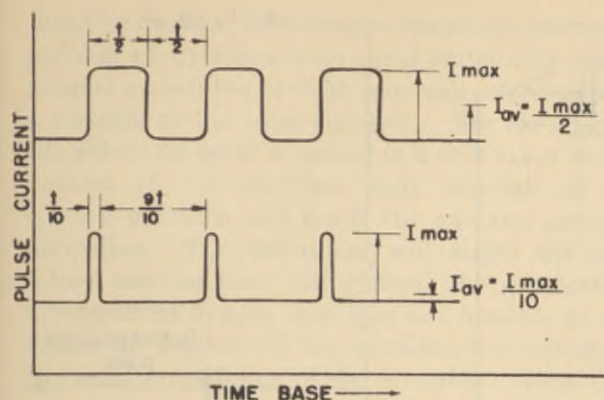 t/2 t/2
I max
I av = I max/2
PULSE CURRENT
t/10 9t/10
I max
I av = I max/10
TIME BASE